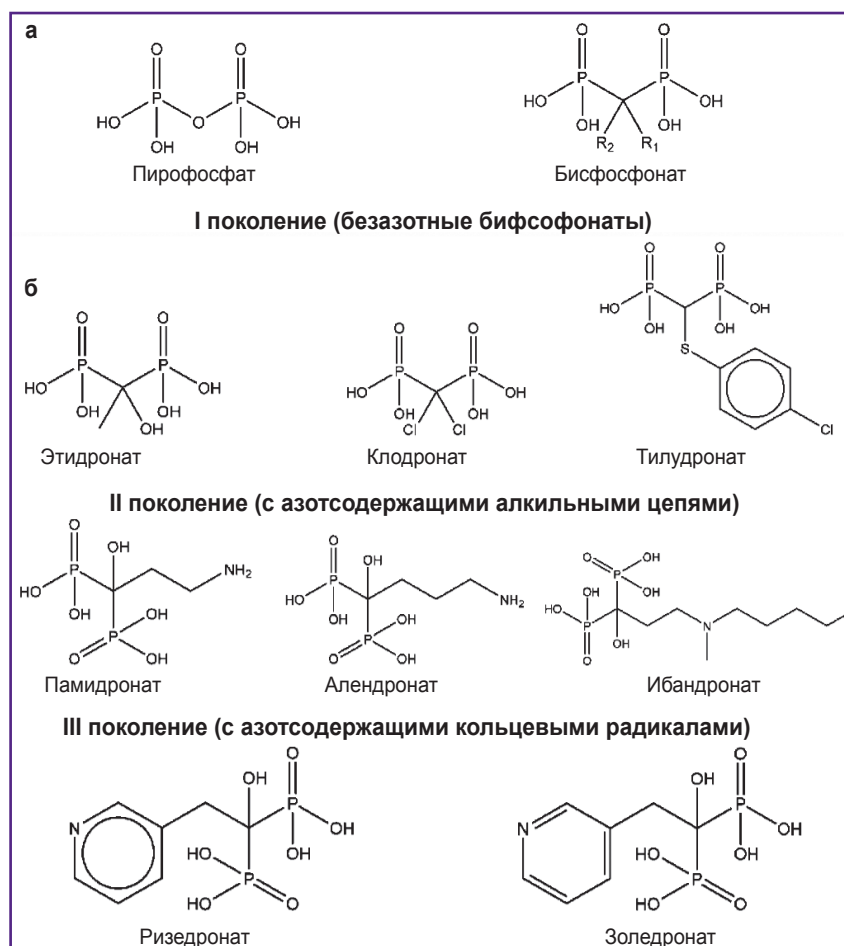 а
Пирофосфат
Бисфосфонат
I поколение (безазотные бифсофонаты)
б
Этидронат
Клодронат
Тилудронат
II поколение (с азотсодержащими алкильными цепями)
Памидронат
Алендронат
Ибандронат
III поколение (с азотсодержащими кольцевыми радикалами)
Ризедронат
Золедронат